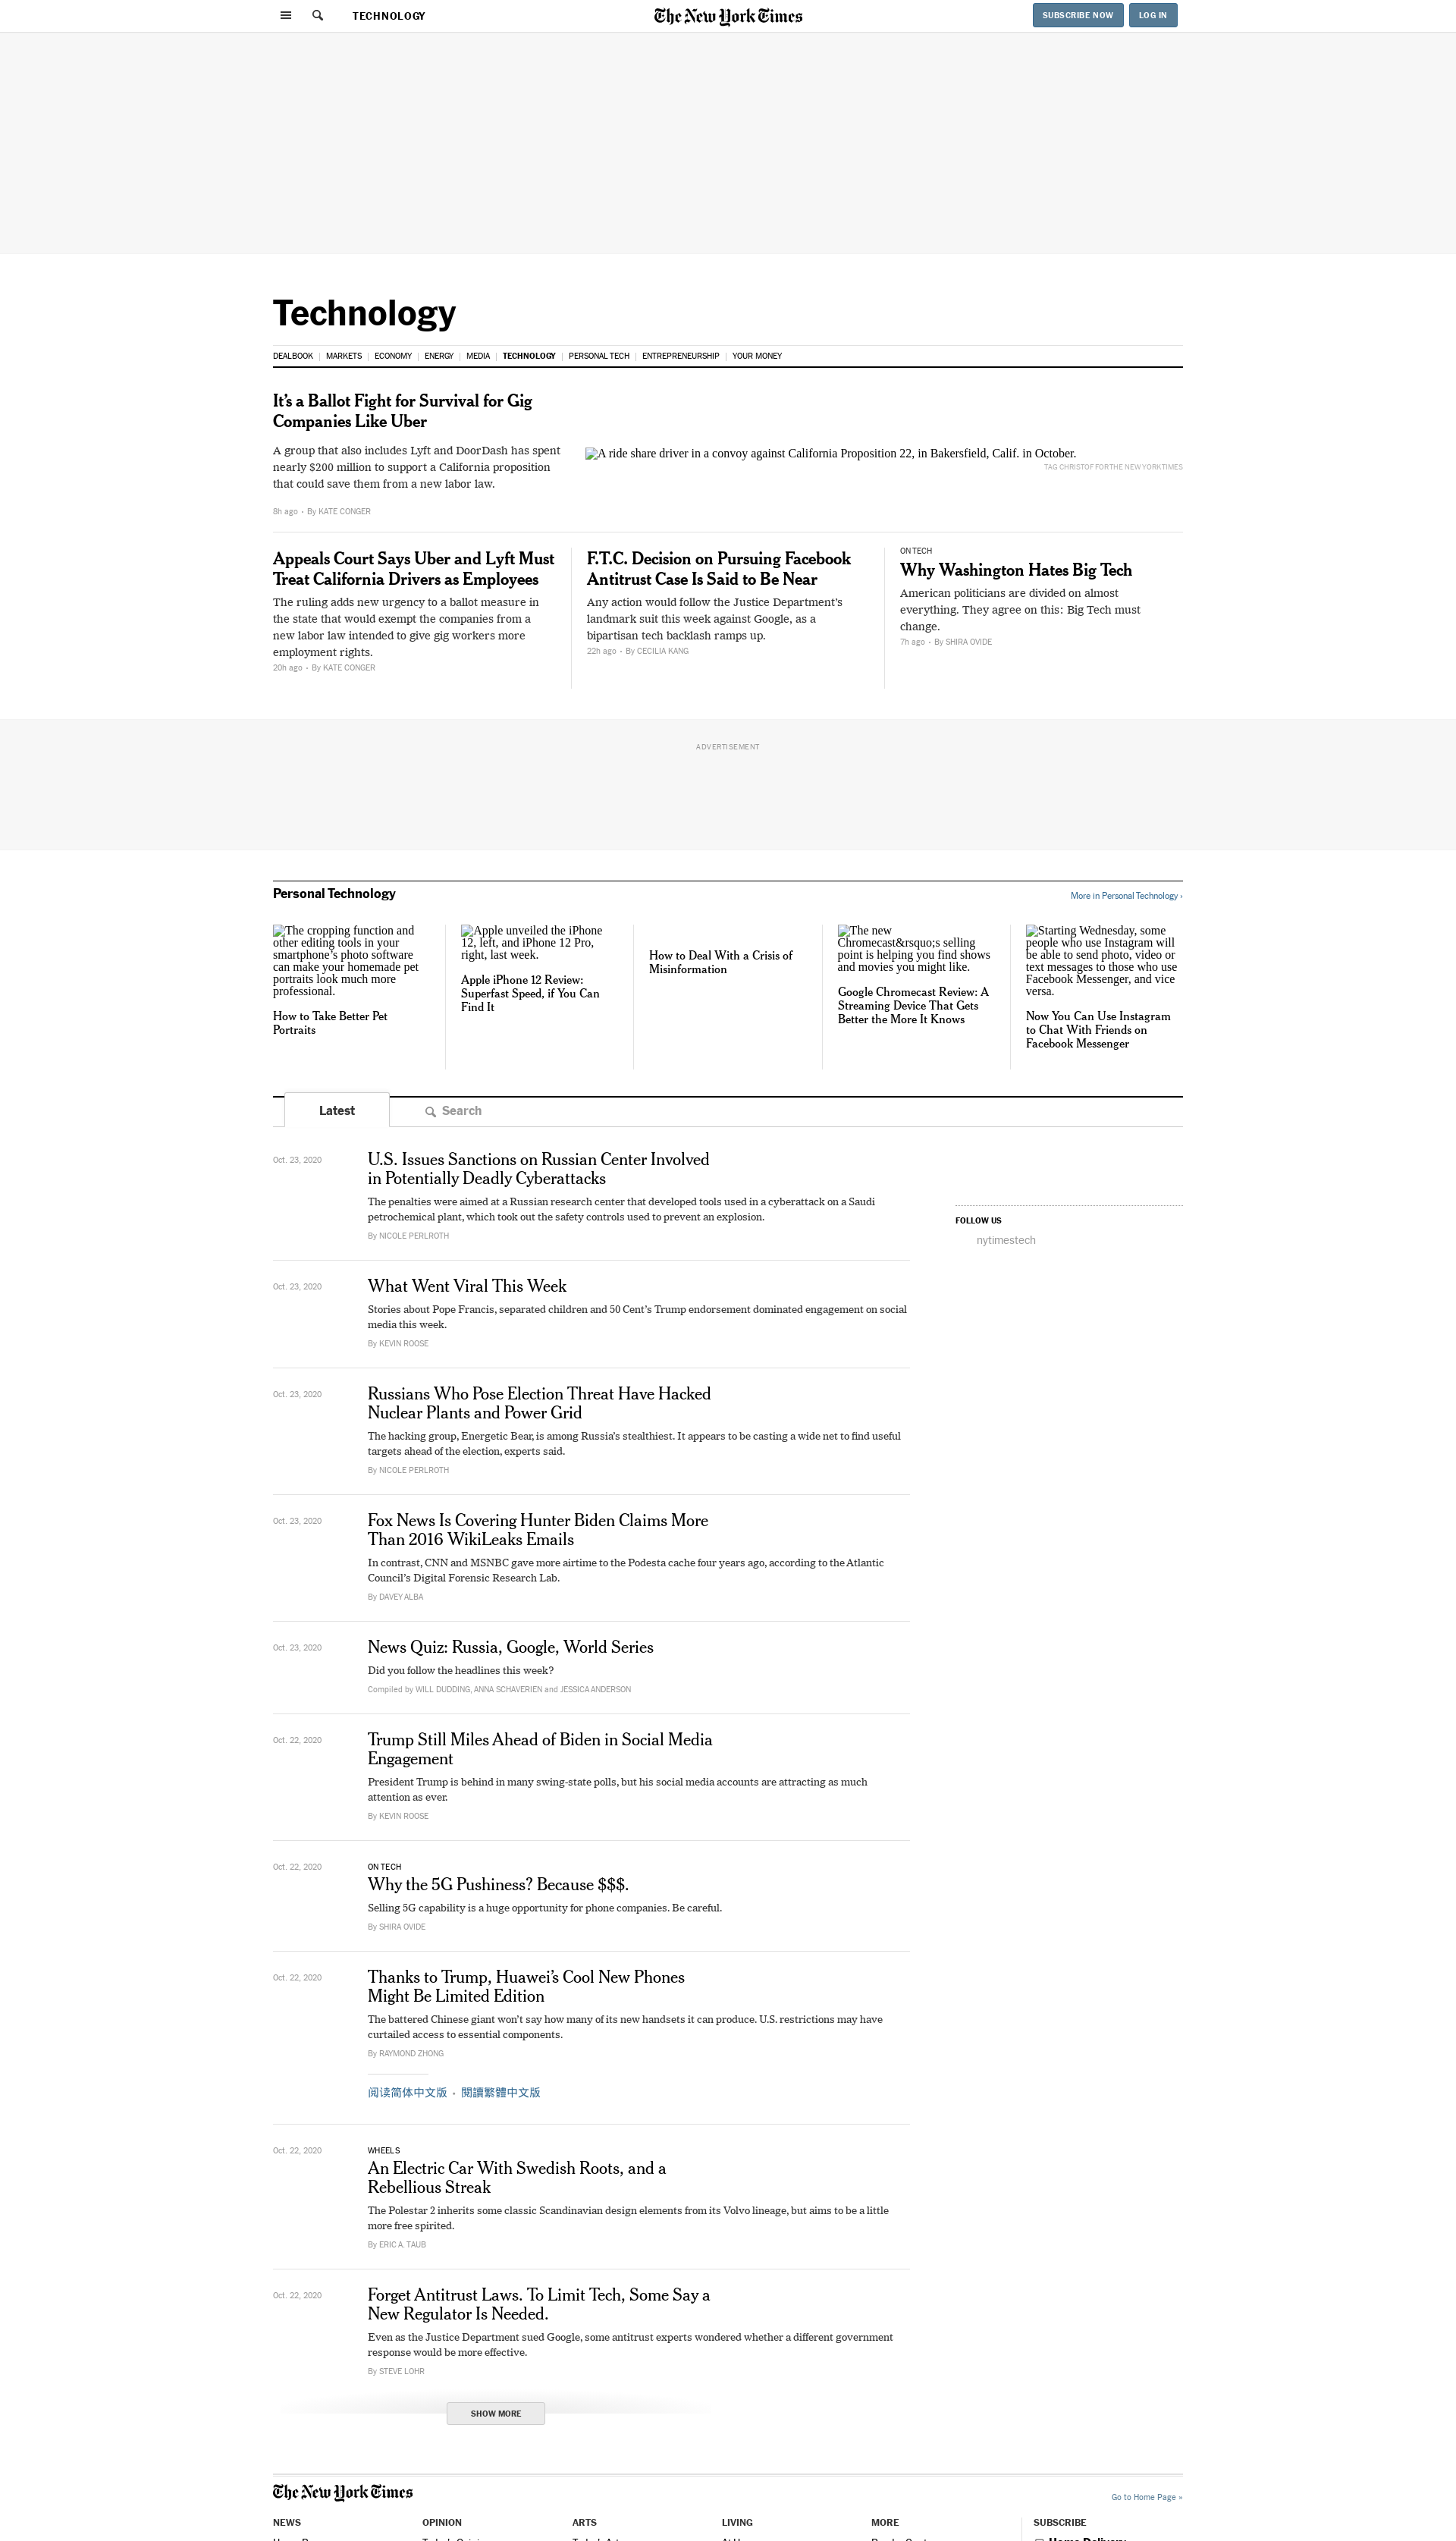 TECHNOLOGY
The New York Times
SUBSCRIBE NOW
LOG IN
Technology
DEALBOOK
MARKETS
ECONOMY
ENERGY
MEDIA
TECHNOLOGY
PERSONAL TECH
ENTREPRENEURSHIP
YOUR MONEY
It’s a Ballot Fight for Survival for Gig
Companies Like Uber
A group that also includes Lyft and DoorDash has spent
nearly $200 million to support a California proposition
that could save them from a new labor law.
8h ago • By KATE CONGER
A ride share driver in a convoy against California Proposition 22, in Bakersfield, Calif. in October.
TAG CHRISTOF FOR THE NEW YORK TIMES
Appeals Court Says Uber and Lyft Must
Treat California Drivers as Employees
The ruling adds new urgency to a ballot measure in
the state that would exempt the companies from a
new labor law intended to give gig workers more
employment rights.
20h ago • By KATE CONGER
F.T.C. Decision on Pursuing Facebook
Antitrust Case Is Said to Be Near
Any action would follow the Justice Department’s
landmark suit this week against Google, as a
bipartisan tech backlash ramps up.
22h ago • By CECILIA KANG
ON TECH
Why Washington Hates Big Tech
American politicians are divided on almost
everything. They agree on this: Big Tech must
change.
7h ago • By SHIRA OVIDE
ADVERTISEMENT
Personal Technology
More in Personal Technology ›
The cropping function and
other editing tools in your
smartphone’s photo software
can make your homemade pet
portraits look much more
professional.
How to Take Better Pet
Portraits
Apple unveiled the iPhone
12, left, and iPhone 12 Pro,
right, last week.
Apple iPhone 12 Review:
Superfast Speed, if You Can
Find It
How to Deal With a Crisis of
Misinformation
The new
Chromecast&rsquo;s selling
point is helping you find shows
and movies you might like.
Google Chromecast Review: A
Streaming Device That Gets
Better the More It Knows
Starting Wednesday, some
people who use Instagram will
be able to send photo, video or
text messages to those who use
Facebook Messenger, and vice
versa.
Now You Can Use Instagram
to Chat With Friends on
Facebook Messenger
Latest
Search
Oct. 23, 2020
U.S. Issues Sanctions on Russian Center Involved
in Potentially Deadly Cyberattacks
The penalties were aimed at a Russian research center that developed tools used in a cyberattack on a Saudi
petrochemical plant, which took out the safety controls used to prevent an explosion.
By NICOLE PERLROTH
FOLLOW US
nytimestech
Oct. 23, 2020
What Went Viral This Week
Stories about Pope Francis, separated children and 50 Cent’s Trump endorsement dominated engagement on social
media this week.
By KEVIN ROOSE
Oct. 23, 2020
Russians Who Pose Election Threat Have Hacked
Nuclear Plants and Power Grid
The hacking group, Energetic Bear, is among Russia’s stealthiest. It appears to be casting a wide net to find useful
targets ahead of the election, experts said.
By NICOLE PERLROTH
Oct. 23, 2020
Fox News Is Covering Hunter Biden Claims More
Than 2016 WikiLeaks Emails
In contrast, CNN and MSNBC gave more airtime to the Podesta cache four years ago, according to the Atlantic
Council’s Digital Forensic Research Lab.
By DAVEY ALBA
Oct. 23, 2020
News Quiz: Russia, Google, World Series
Did you follow the headlines this week?
Compiled by WILL DUDDING, ANNA SCHAVERIEN and JESSICA ANDERSON
Oct. 22, 2020
Trump Still Miles Ahead of Biden in Social Media
Engagement
President Trump is behind in many swing-state polls, but his social media accounts are attracting as much
attention as ever.
By KEVIN ROOSE
Oct. 22, 2020
ON TECH
Why the 5G Pushiness? Because $$$.
Selling 5G capability is a huge opportunity for phone companies. Be careful.
By SHIRA OVIDE
Oct. 22, 2020
Thanks to Trump, Huawei’s Cool New Phones
Might Be Limited Edition
The battered Chinese giant won’t say how many of its new handsets it can produce. U.S. restrictions may have
curtailed access to essential components.
By RAYMOND ZHONG
阅读简体中文版 • 閱讀繁體中文版
Oct. 22, 2020
WHEELS
An Electric Car With Swedish Roots, and a
Rebellious Streak
The Polestar 2 inherits some classic Scandinavian design elements from its Volvo lineage, but aims to be a little
more free spirited.
By ERIC A. TAUB
Oct. 22, 2020
Forget Antitrust Laws. To Limit Tech, Some Say a
New Regulator Is Needed.
Even as the Justice Department sued Google, some antitrust experts wondered whether a different government
response would be more effective.
By STEVE LOHR
SHOW MORE
The New York Times
Go to Home Page »
NEWS
OPINION
ARTS
LIVING
MORE
SUBSCRIBE